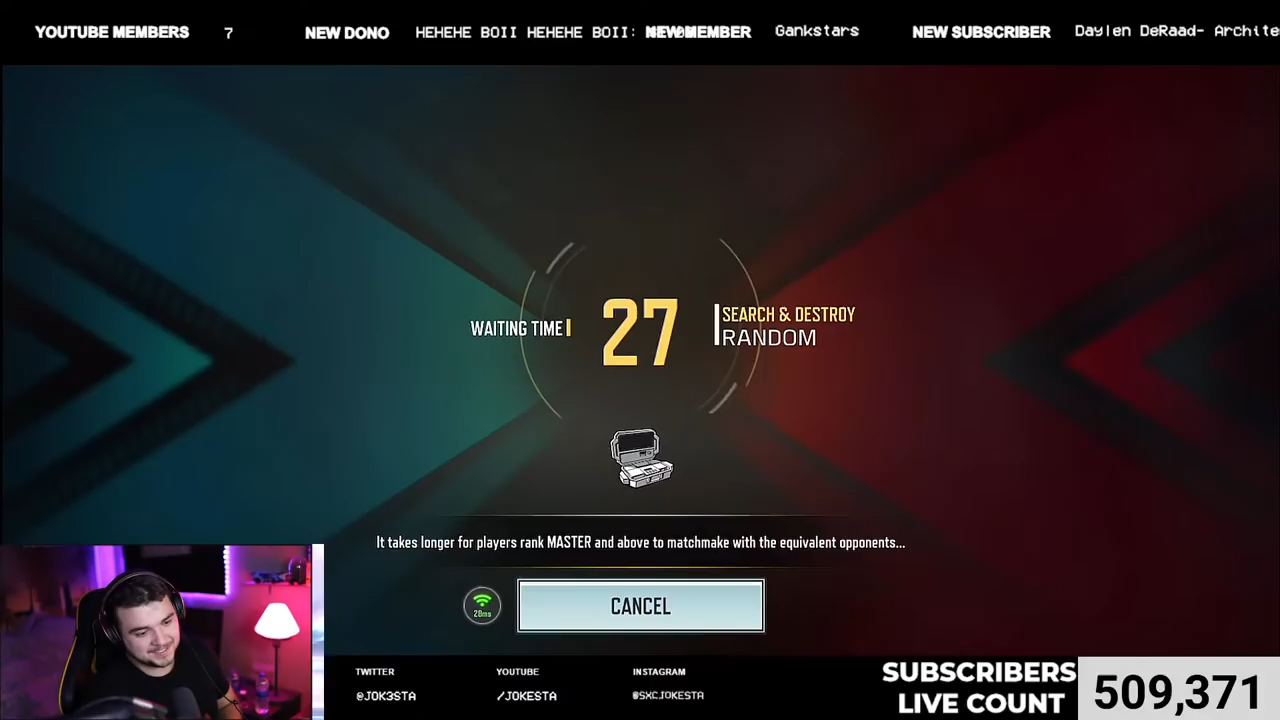 YOUTUBE MEMBERS 7 NEW DONO HEHEHE BOII HEHEHE BOII: NEW MEMBER Gankstars NEW SUBSCRIBER Daylen DeRaad- Archite
WAITING TIME 27 SEARCH & DESTROY
RANDOM
It takes longer for players rank MASTER and above to matchmake with the equivalent opponents...
28ms CANCEL
TWITTER YOUTUBE INSTAGRAM
@JOK3STA /JOKESTA @SXCJOKESTA
SUBSCRIBERS
LIVE COUNT 509,371